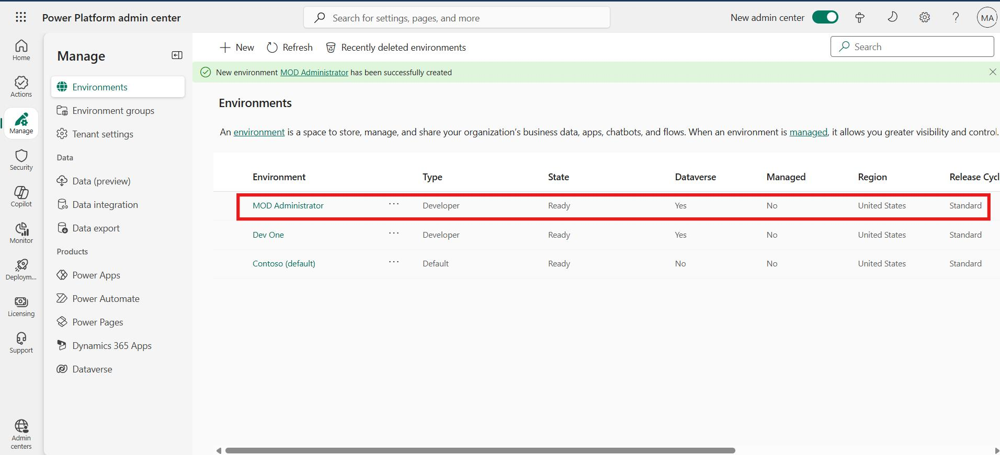 Power Platform admin center
Search for settings, pages, and more
New admin center
MA
Home
Actions
Manage
Security
Copilot
Monitor
Deploym...
Licensing
Support
Admin
centers
Manage
Environments
Environment groups
Tenant settings
Data
Data (preview)
Data integration
Data export
Products
Power Apps
Power Automate
Power Pages
Dynamics 365 Apps
Dataverse
New Refresh Recently deleted environments
Search
New environment MOD Administrator has been successfully created
Environments
An environment is a space to store, manage, and share your organization's business data, apps, chatbots, and flows. When an environment is managed, it allows you greater visibility and control.
Environment Type State Dataverse Managed Region Release Cycl
MOD Administrator ... Developer Ready Yes No United States Standard
Dev One ... Developer Ready Yes No United States Standard
Contoso (default) ... Default Ready No No United States Standard